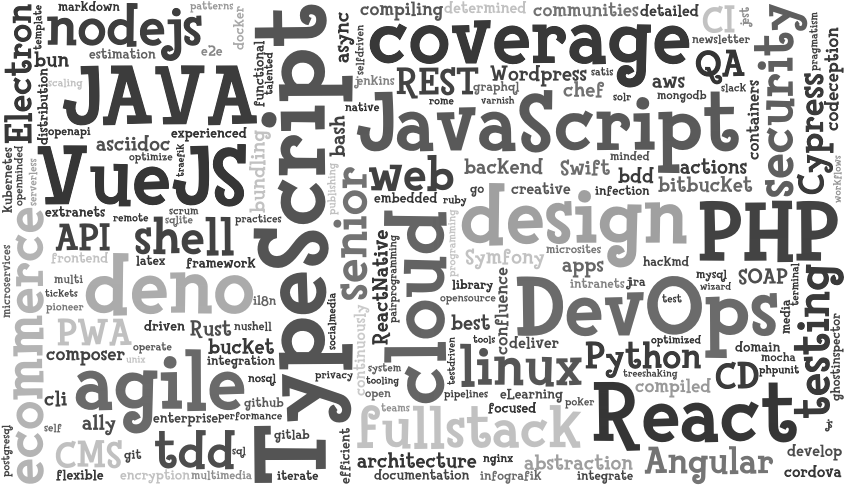 markdown
patterns
compiling
determined
communities
detailed
CI
jest
Electron
template
nodejs
docker
async
selfdriven
coverage
newsletter
security
pragmatism
bun
estimation
e2e
functional
talented
TypeScript
QA
codeception
scaling
JAVA
jenkins
REST
graphql
Wordpress
satis
chef
aws
slack
distribution
native
rome
varnish
solr
mongodb
containers
Cypress
openapi
experienced
bash
JavaScript
asciidoc
optimize
traefik
bundling
kubernetes
openminded
serverless
VueJS
publishing
senior
web
backend
Swift
minded
bdd
actions
bitbucket
workflows
embedded
ruby
go
creative
infection
extranets
remote
scrum
sqlite
practices
ecommerce
API
shell
cloud
programming
design
PHP
microservices
frontend
latex
framework
ReactNative
pairprogramming
Symfony
microsites
apps
hackmd
multi
tickets
pioneer
deno
i18n
library
opensource
confluence
intranets
jira
mysql
wizard
SOAP
terminal
testing
PWA
driven
Rust
nushell
socialmedia
continuously
best
DevOps
test
media
ghostinspector
composer
operate
unix
bucket
integration
tools
deliver
optimized
domain
mocha
phpunit
agile
nosql
privacy
system
tooling
open
testdriven
linux
Python
treeshaking
compiled
CD
cli
github
pipelines
eLearning
focused
poker
React
self
ally
enterprise
performance
teams
fullstack
js
postgresql
CMS
git
tdd
sql
gitlab
efficient
architecture
nginx
abstraction
Angular
develop
flexible
encryption
multimedia
iterate
documentation
infografik
integrate
cordova